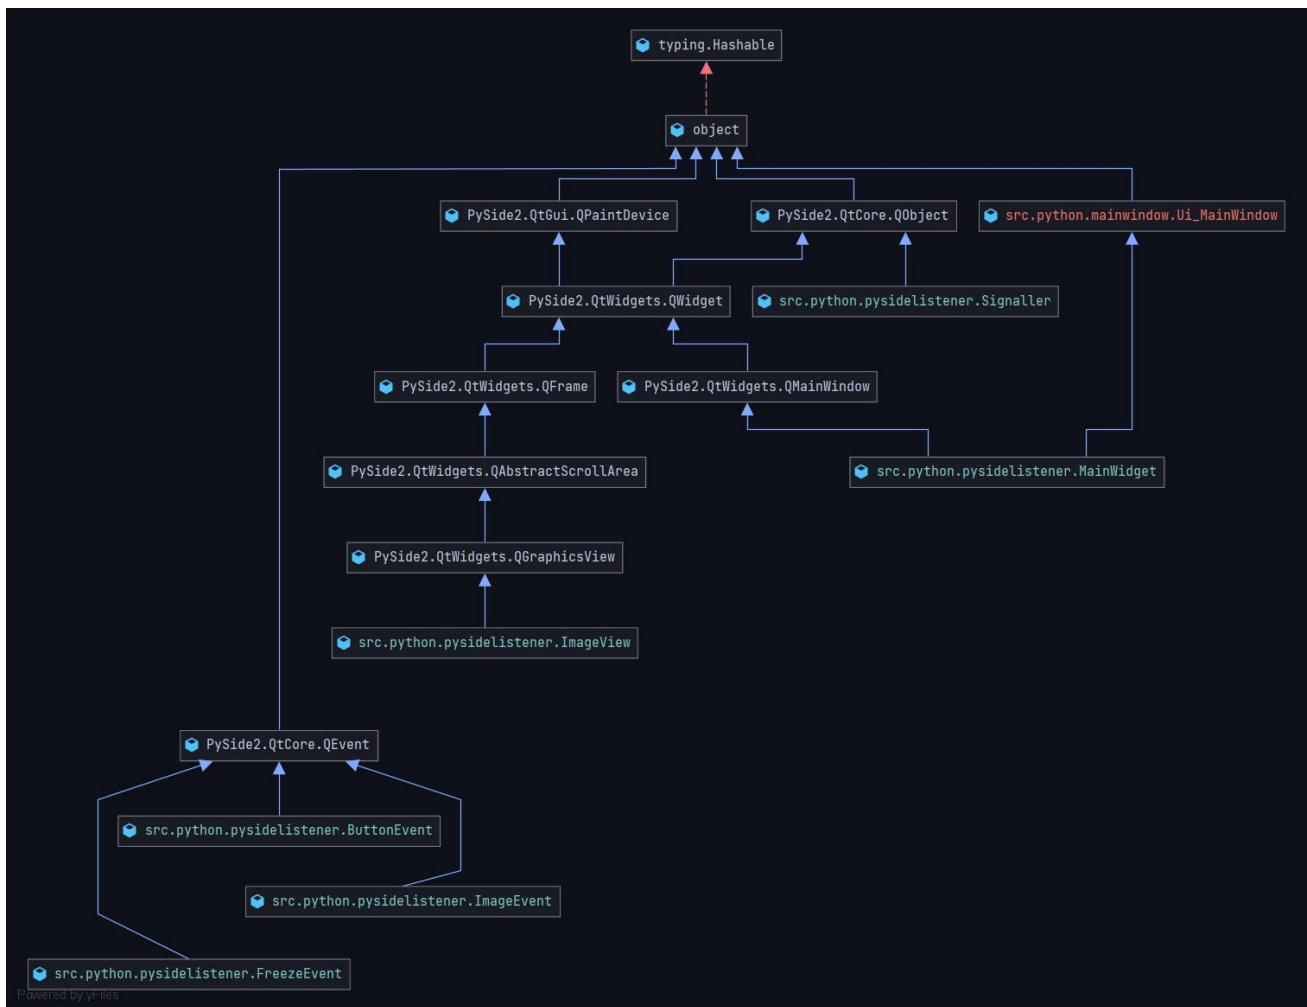 typing.Hashable
object
PySide2.QtGui.QPaintDevice
PySide2.QtCore.QObject
src.python.mainwindow.Ui_MainWindow
PySide2.QtWidgets.QWidget
src.python.pysidelistener.Signaller
PySide2.QtWidgets.QFrame
PySide2.QtWidgets.QMainWindow
PySide2.QtWidgets.QAbstractScrollArea
src.python.pysidelistener.MainWidget
PySide2.QtWidgets.QGraphicsView
src.python.pysidelistener.ImageView
PySide2.QtCore.QEvent
src.python.pysidelistener.ButtonEvent
src.python.pysidelistener.ImageEvent
src.python.pysidelistener.FreezeEvent
Powered by yFiles